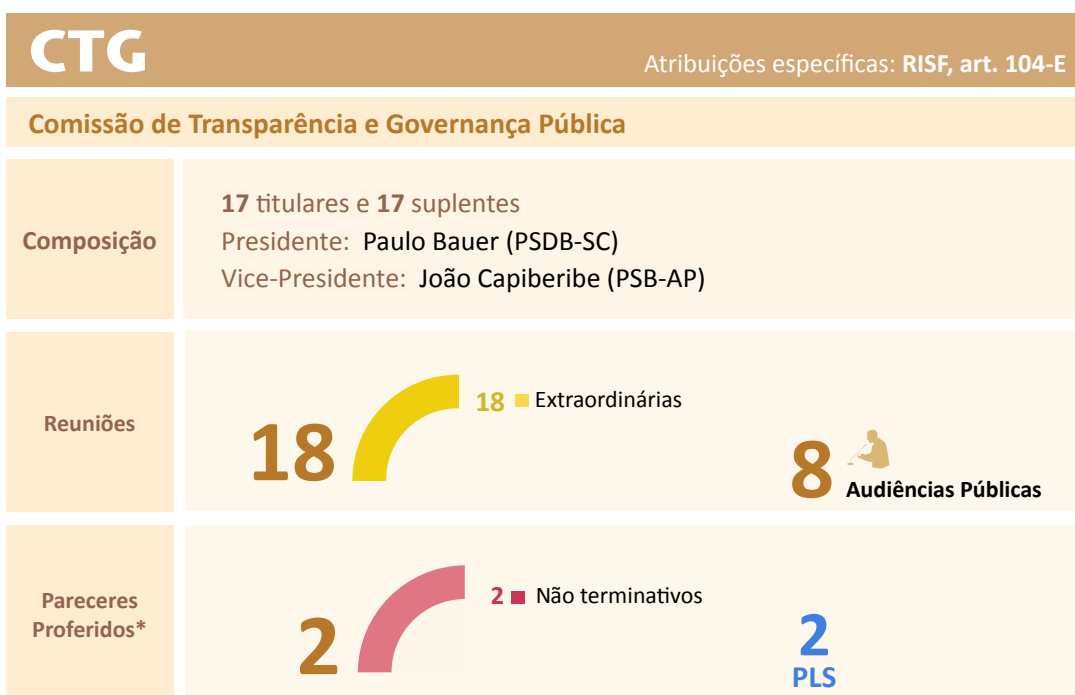 CTG
Atribuições específicas: RISF, art. 104-E
Comissão de Transparência e Governança Pública
Composição
17 titulares e 17 suplentes
Presidente: Paulo Bauer (PSDB-SC)
Vice-Presidente: João Capiberibe (PSB-AP)
Reuniões
18
18 Extraordinárias
8
Audiências Públicas
Pareceres
Proferidos*
2
2 Não terminativos
2
PLS